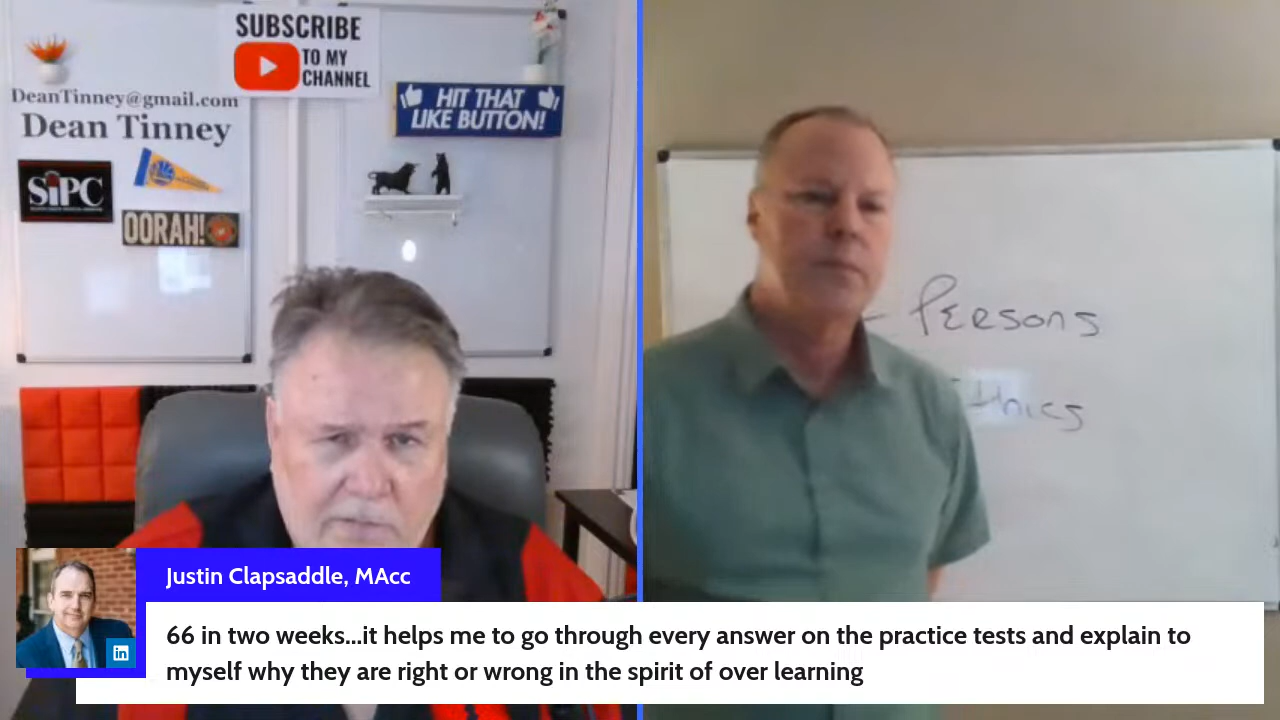 SUBSCRIBE
TO MY
CHANNEL
DeanTinney@gmail.com
Dean Tinney
HIT THAT
LIKE BUTTON!
SIPC
OORAH!
Persons
Ethics
Justin Clapsaddle, MAcc
in
66 in two weeks...it helps me to go through every answer on the practice tests and explain to
myself why they are right or wrong in the spirit of over learning